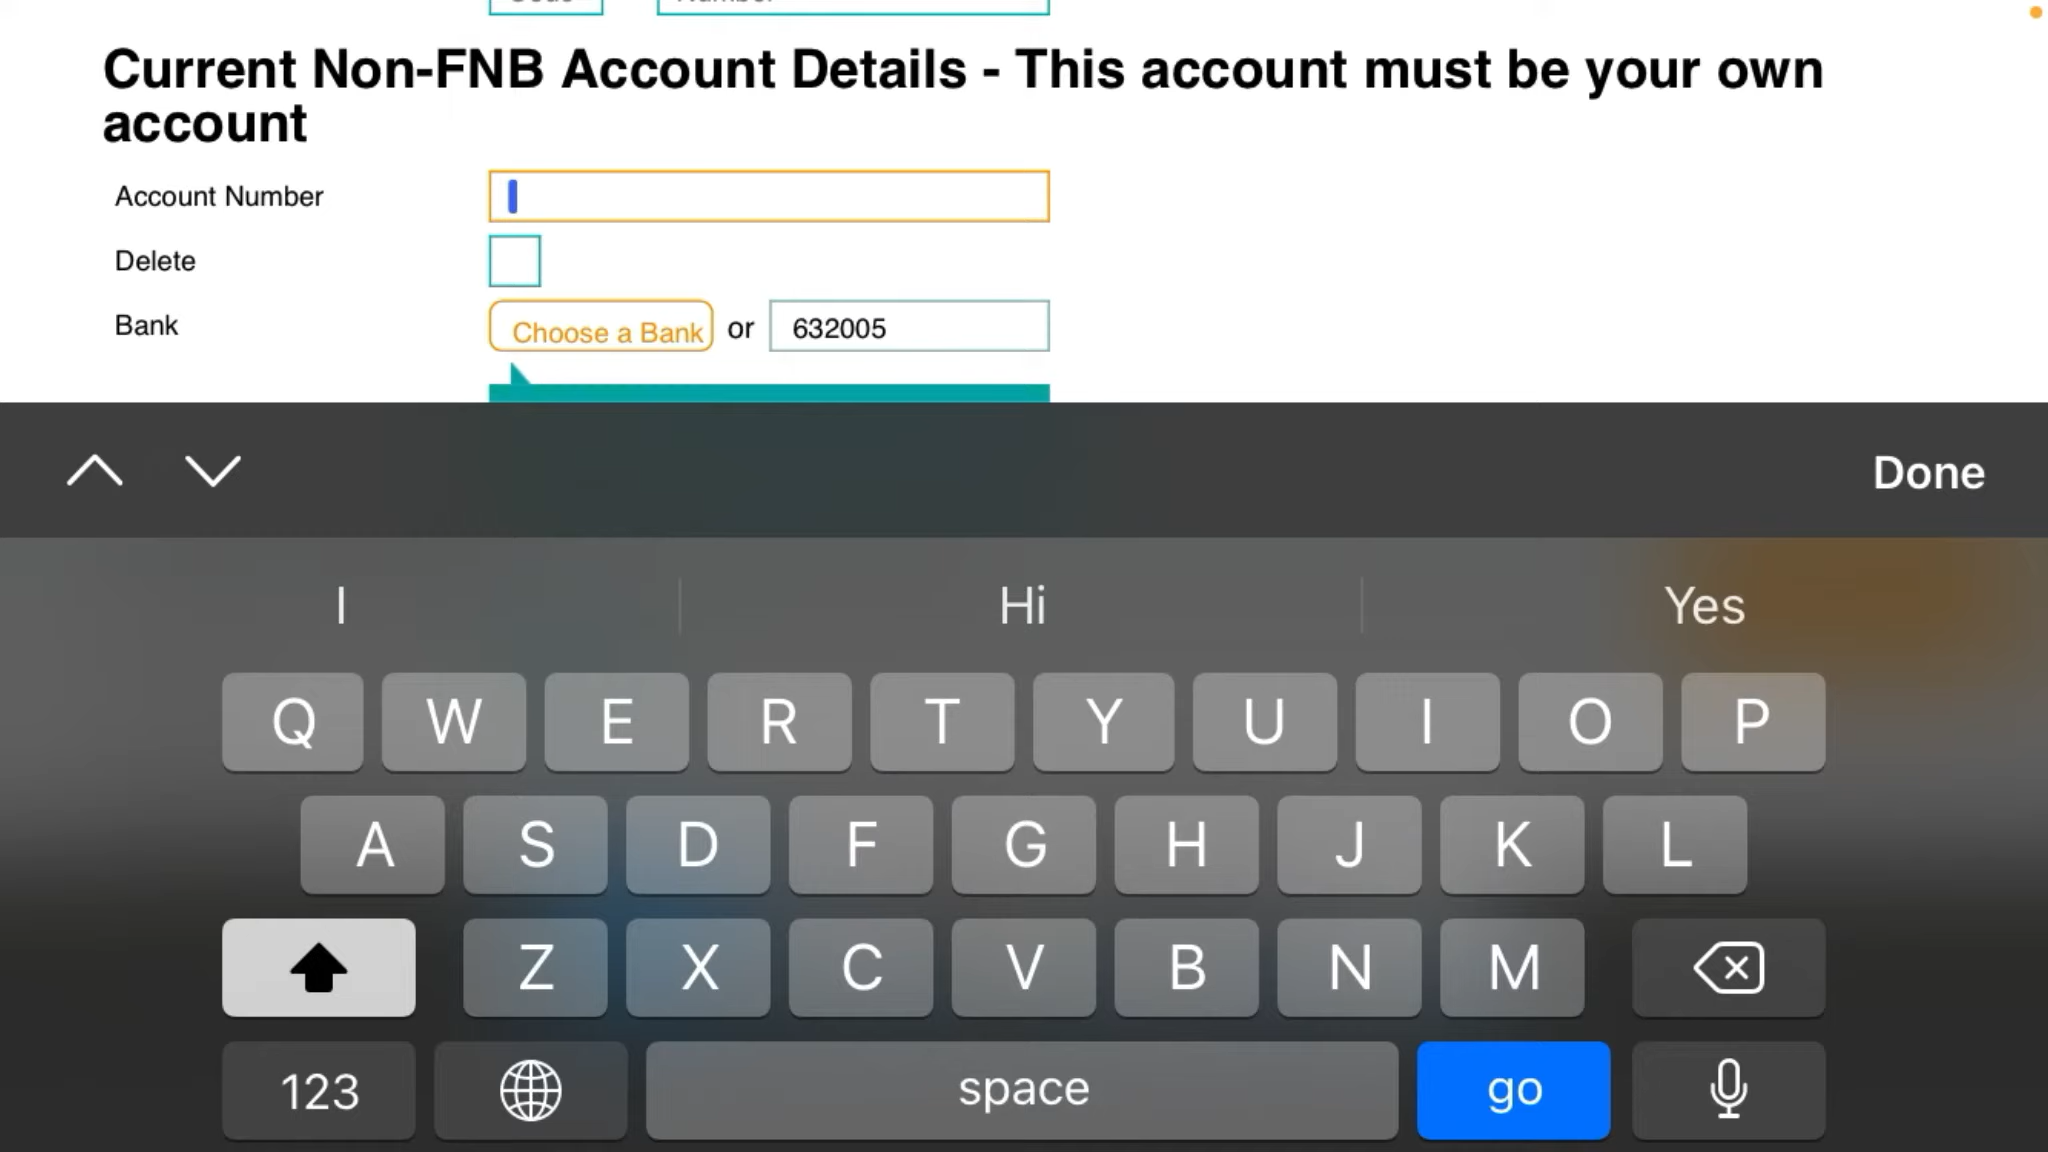 Current Non-FNB Account Details - This account must be your own
account
Account Number
Delete
Bank Choose a Bank or 632005
Done
I Hi Yes
Q W E R T Y U I O P
A S D F G H J K L
Z X C V B N M
123 space go